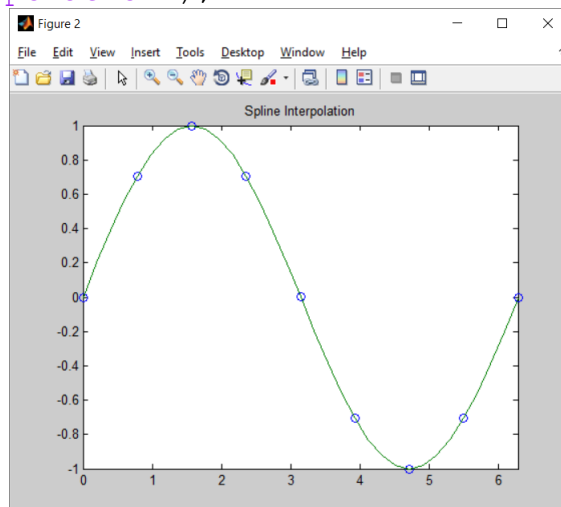 Figure 2
File Edit View Insert Tools Desktop Window Help
Spline Interpolation
1
0.8
0.6
0.4
0.2
0
-0.2
-0.4
-0.6
-0.8
-1
0 1 2 3 4 5 6